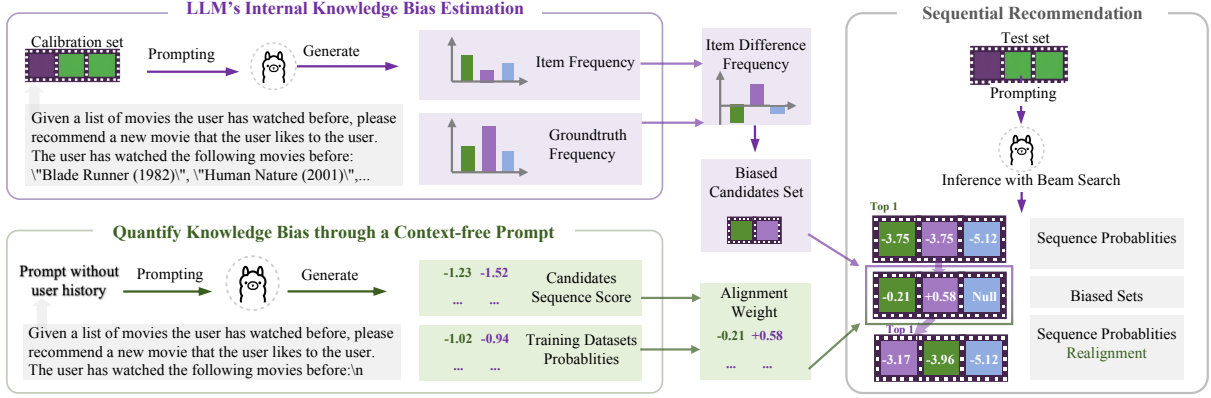 LLM's Internal Knowledge Bias Estimation
Calibration set
Prompting
Generate
Given a list of movies the user has watched before, please
recommend a new movie that the user likes to the user.
The user has watched the following movies before:
\"Blade Runner (1982)\", \"Human Nature (2001)\",...
Item Frequency
Groundtruth
Frequency
Item Difference
Frequency
Biased
Candidates Set
Quantify Knowledge Bias through a Context-free Prompt
Prompt without
user history
Prompting
Generate
Given a list of movies the user has watched before, please
recommend a new movie that the user likes to the user.
The user has watched the following movies before:\n
-1.23 -1.52
... ...
Candidates
Sequence Score
-1.02 -0.94
... ...
Training Datasets
Probablities
Alignment
Weight
-0.21 +0.58
... ...
Sequential Recommendation
Test set
Prompting
Inference with Beam Search
Top 1
-3.75 -3.75 -5.12
Sequence Probablities
-0.21 +0.58 Null
Biased Sets
Top 1
-3.17 -3.96 -5.12
Sequence Probablities
Realignment